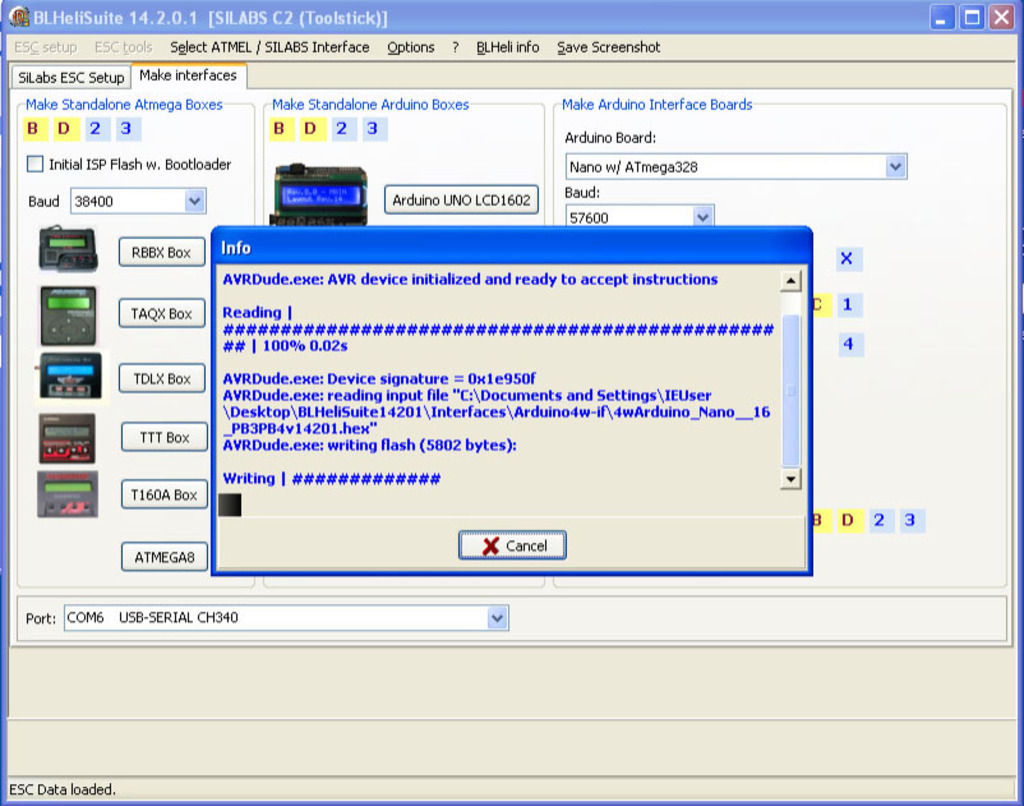 BLHeliSuite 14.2.0.1 [SILABS C2 (Toolstick)]
ESC setup ESC tools Select ATMEL / SILABS Interface Options ? BLHeli info Save Screenshot
SiLabs ESC Setup Make interfaces
Make Standalone Atmega Boxes Make Standalone Arduino Boxes Make Arduino Interface Boards
B D 2 3 B D 2 3
Arduino Board:
Initial ISP Flash w. Bootloader
Nano w/ ATmega328
Baud:
Baud 38400 Arduino UNO LCD1602
57600
RBBX Box
Info
X
AVRDude.exe: AVR device initialized and ready to accept instructions
TAQX Box
C 1
Reading |
################################################
## | 100% 0.02s
4
TDLX Box
AVRDude.exe: Device signature = 0x1e950f
AVRDude.exe: reading input file "C:\Documents and Settings\IEUser
\Desktop\BLHeliSuite14201\Interfaces\Arduino4w-if\4wArduino_Nano__16
_PB3PB4v14201.hex"
TTT Box
AVRDude.exe: writing flash (5802 bytes):
Writing | #############
T160A Box
B D 2 3
Cancel
ATMEGA8
Port: COM6 USB-SERIAL CH340
ESC Data loaded.